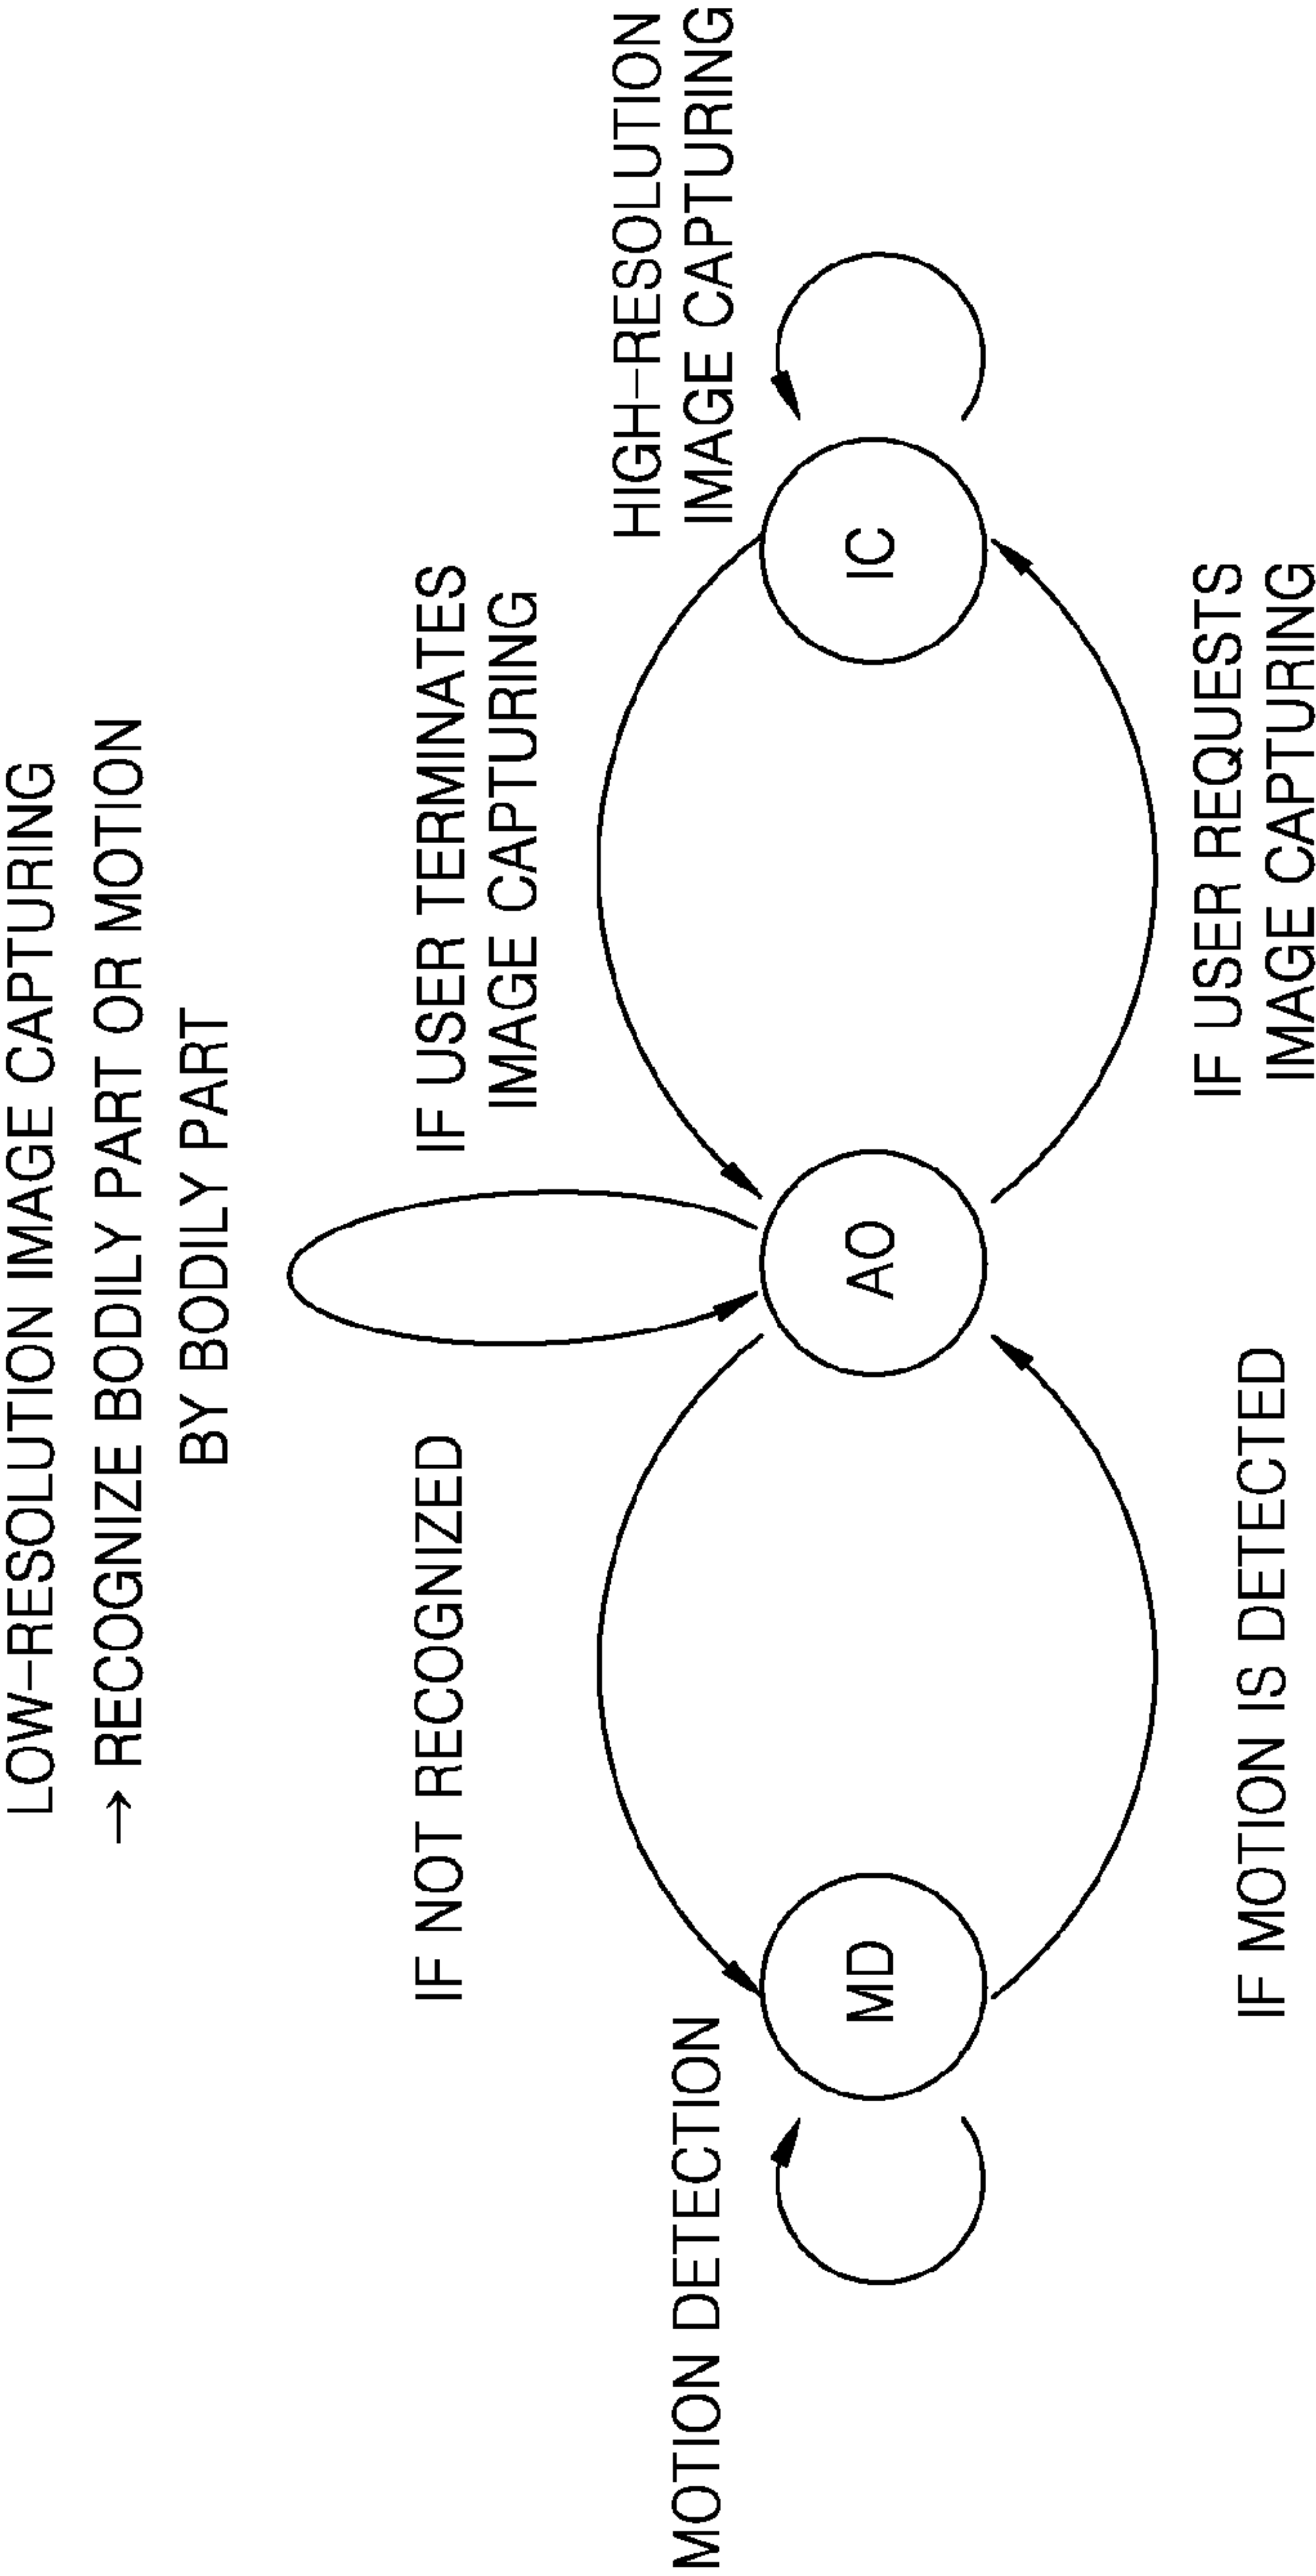 LOW-RESOLUTION IMAGE CAPTURING
→ RECOGNIZE BODILY PART OR MOTION
BY BODILY PART
IF NOT RECOGNIZED
IF USER TERMINATES
IMAGE CAPTURING
MOTION DETECTION
HIGH-RESOLUTION
IMAGE CAPTURING
MD
AO
IC
IF MOTION IS DETECTED
IF USER REQUESTS
IMAGE CAPTURING